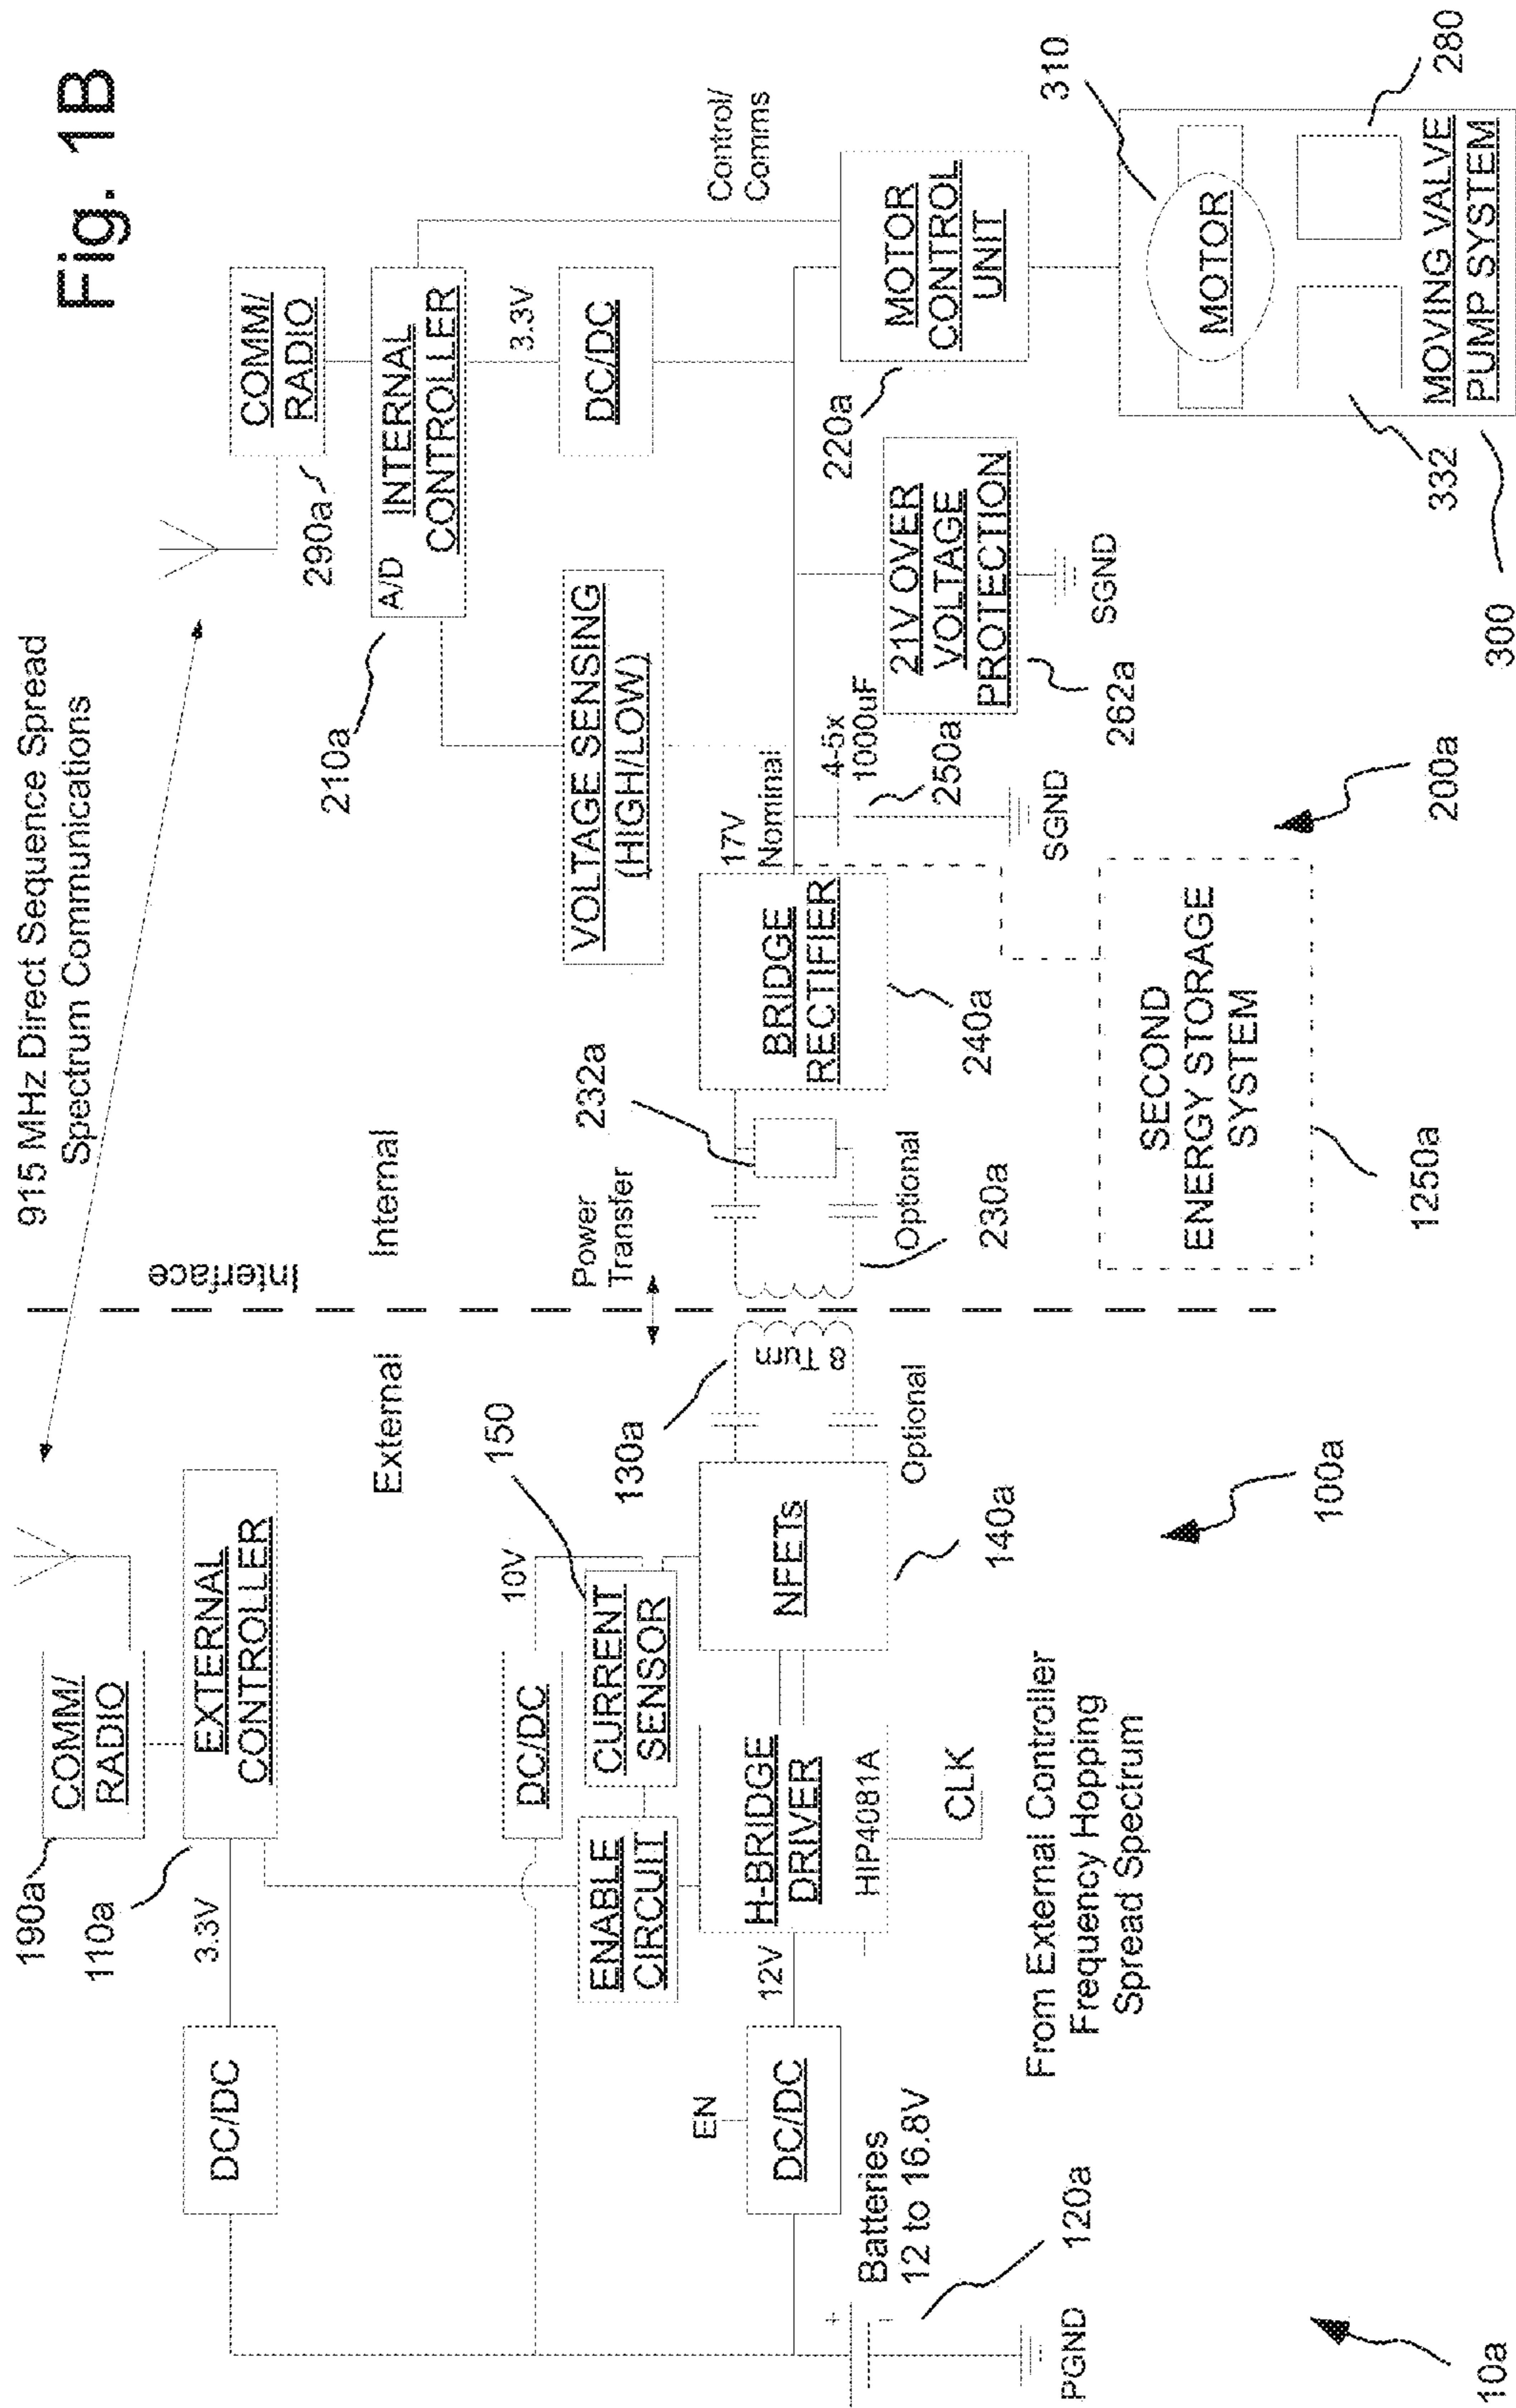 Fig. 1B
915 MHz Direct Sequence Spread
Spectrum Communications
190a
COMM/
RADIO
110a
EXTERNAL
CONTROLLER
3.3V
DC/DC
External
Interface
Internal
COMM/
RADIO
290a
A/D
INTERNAL
CONTROLLER
210a
3.3V
DC/DC
DC/DC
10V
150
CURRENT
SENSOR
ENABLE
CIRCUIT
130a
Power
Transfer
232a
VOLTAGE SENSING
(HIGH/LOW)
Control/
Comms
EN
DC/DC
12V
H-BRIDGE
DRIVER
HIP4081A
CLK
NFETs
140a
8 Turn
Optional
Optional
230a
BRIDGE
RECTIFIER
240a
17V
Nominal
4-5x
1000uF
250a
SGND
21V OVER
VOLTAGE
PROTECTION
262a
SGND
220a
MOTOR
CONTROL
UNIT
Batteries
12 to 16.8V
+
-
120a
PGND
From External Controller
Frequency Hopping
Spread Spectrum
SECOND
ENERGY STORAGE
SYSTEM
1250a
310
MOTOR
332
280
MOVING VALVE
PUMP SYSTEM
300
10a
100a
200a